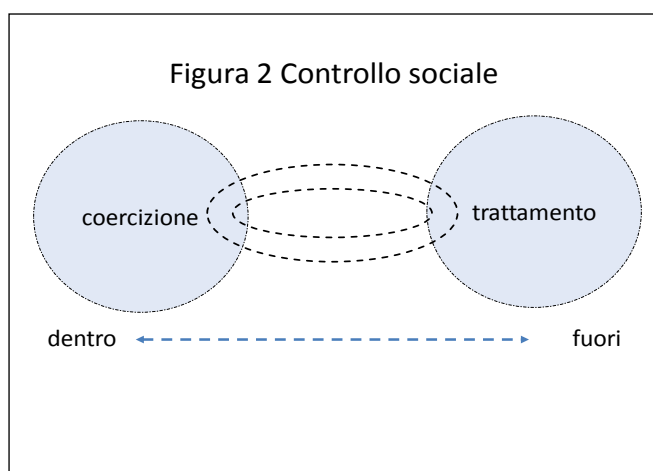 Figura 2 Controllo sociale
coercizione
trattamento
dentro
fuori